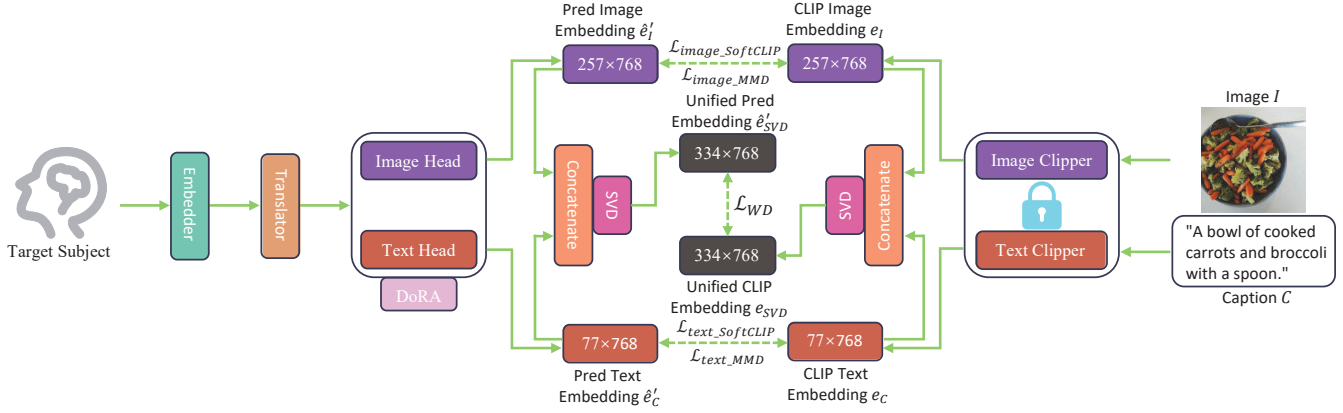 Target Subject
Embedder
Translator
Image Head
Text Head
DoRA
Pred Image
Embedding ê′_I
257×768
Concatenate
SVD
77×768
Pred Text
Embedding ê′_C
ℒ_image_SoftCLIP
ℒ_image_MMD
Unified Pred
Embedding ê′_SVD
334×768
ℒ_WD
334×768
Unified CLIP
Embedding e_SVD
ℒ_text_SoftCLIP
ℒ_text_MMD
CLIP Image
Embedding e_I
257×768
SVD
Concatenate
77×768
CLIP Text
Embedding e_C
Image Clipper
Text Clipper
Image I
"A bowl of cooked
carrots and broccoli
with a spoon."
Caption C